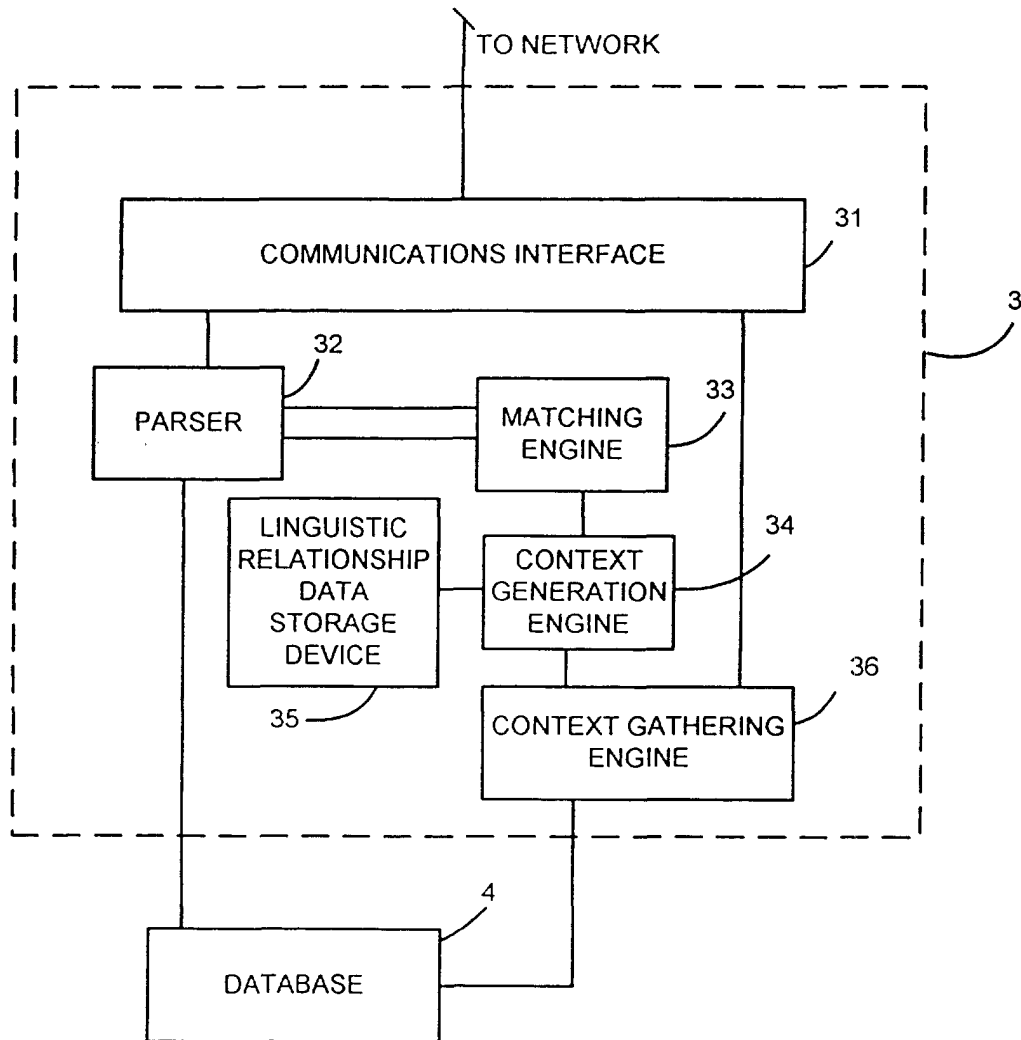 TO NETWORK
COMMUNICATIONS INTERFACE
31
3
32
PARSER
MATCHING
ENGINE
33
LINGUISTIC
RELATIONSHIP
DATA
STORAGE
DEVICE
35
CONTEXT
GENERATION
ENGINE
34
CONTEXT GATHERING
ENGINE
36
4
DATABASE